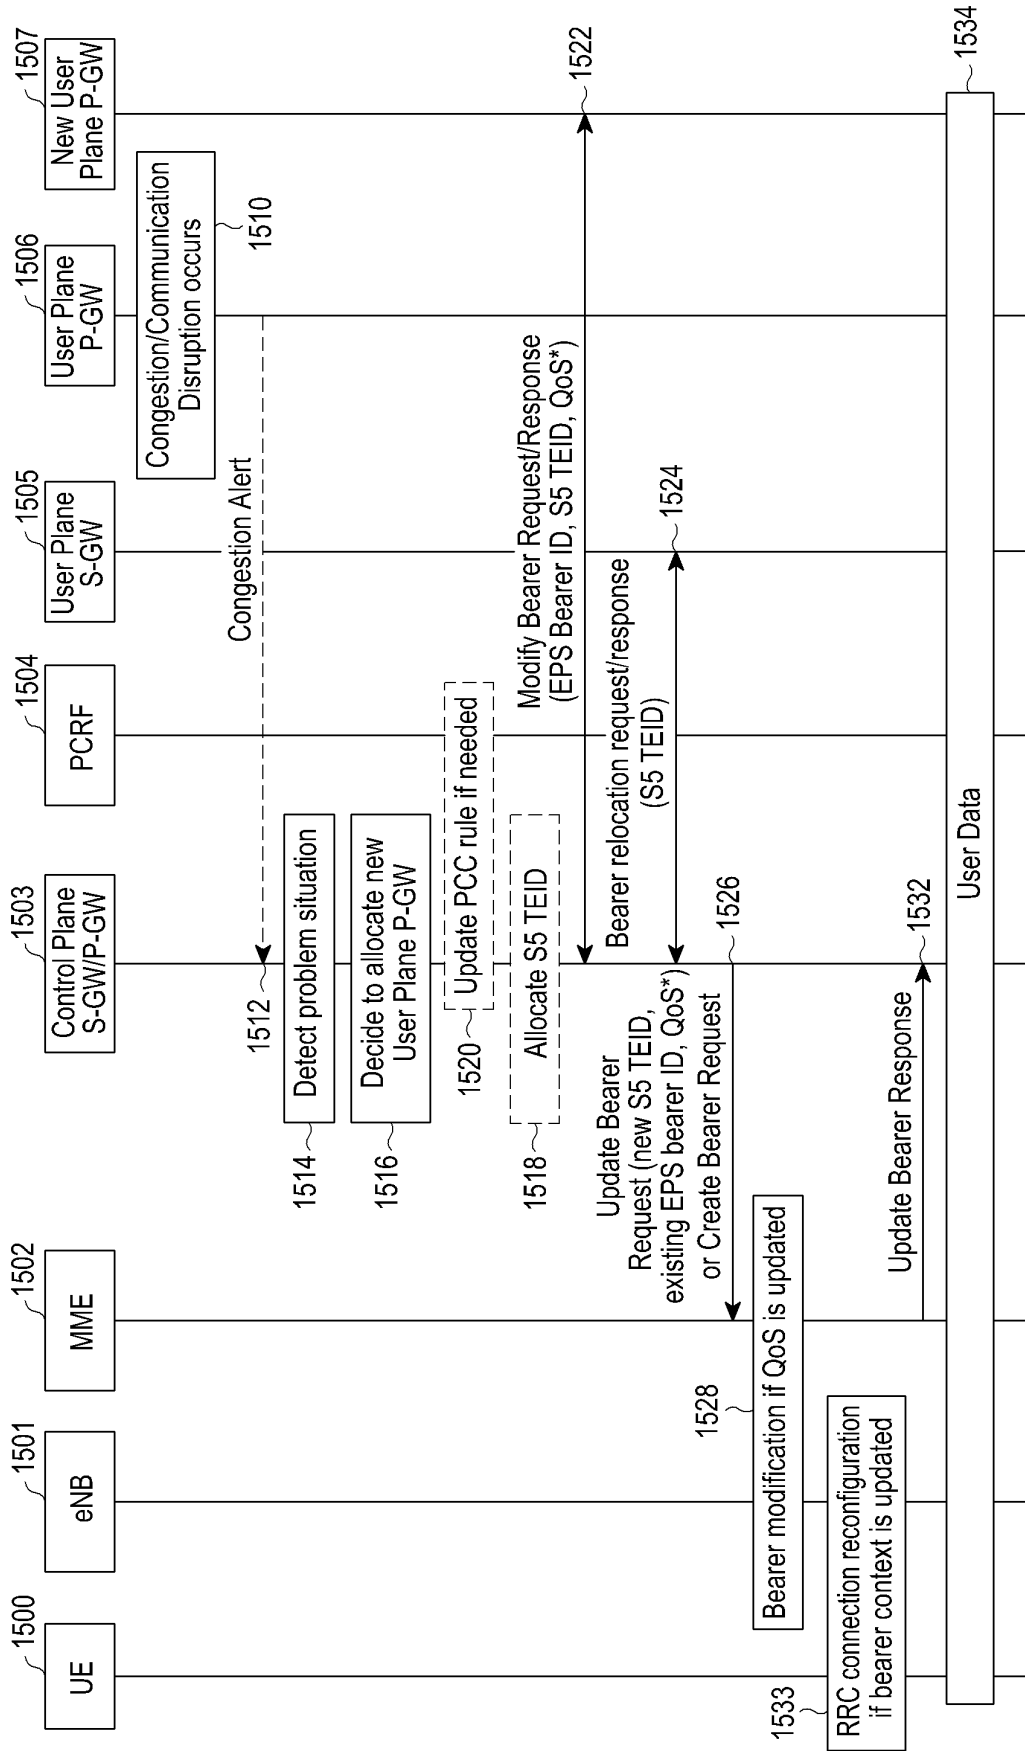 1500
UE
1501
eNB
1502
MME
1503
Control Plane
S-GW/P-GW
1504
PCRF
1505
User Plane
S-GW
1506
User Plane
P-GW
1507
New User
Plane P-GW
Congestion/Communication
Disruption occurs
1510
Congestion Alert
1512
Detect problem situation
1514
Decide to allocate new
User Plane P-GW
1516
Update PCC rule if needed
1520
Allocate S5 TEID
1518
Modify Bearer Request/Response
(EPS Bearer ID, S5 TEID, QoS*)
1522
Bearer relocation request/response
(S5 TEID)
1524
Update Bearer
Request (new S5 TEID,
existing EPS bearer ID, QoS*)
or Create Bearer Request
1526
Bearer modification if QoS is updated
1528
RRC connection reconfiguration
if bearer context is updated
1533
Update Bearer Response
1532
User Data
1534